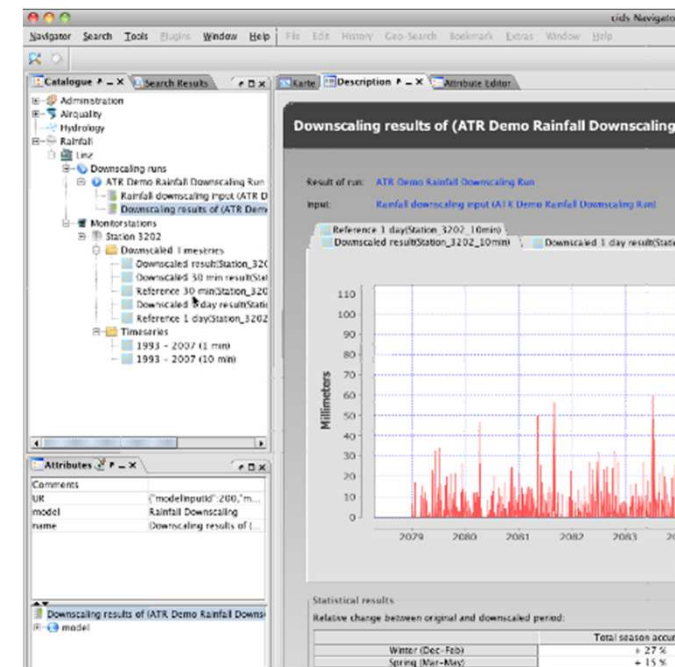 cids Navigato
Navigator Search Tools Plugins Window Help File Edit History Geo-Search Bookmark Extras Window Help
Catalogue Search Results
Administration
Airquality
Hydrology
Rainfall
Linz
Downscaling runs
ATR Demo Rainfall Downscaling Run
Rainfall downscaling input (ATR D
Downscaling results of (ATR Dem
Monitorstations
Station 3202
Downscaled Timeseries
Downscaled result(Station_320
Downscaled 30 min result(Stat
Reference 30 min(Station_320
Downscaled day result(Statio
Reference 1 day(Station_3202
Timeseries
1993 - 2007 (1 min)
1993 - 2007 (10 min)
Attributes
Comments
UR {"modelinputid":200,"m...
model Rainfall Downscaling
name Downscaling results of (...
Downscaling results of (ATR Demo Rainfall Downs
model
Karte Description Attribute Editor
Downscaling results of (ATR Demo Rainfall Downscaling
Result of run: ATR Demo Rainfall Downscaling Run
Input: Rainfall downscaling input (ATR Demo Rainfall Downscaling Run)
Reference 1 day(Station_3202_10min)
Downscaled result(Station_3202_10min) Downscaled 1 day result(Stati
Millimeters
110
100
90
80
70
60
50
40
30
20
10
0
2079 2080 2081 2082 2083 20
Statistical results
Relative change between original and downscaled period:
Total season accu
Winter (Dec-Feb) + 27 %
Spring (Mar-May) + 15 %